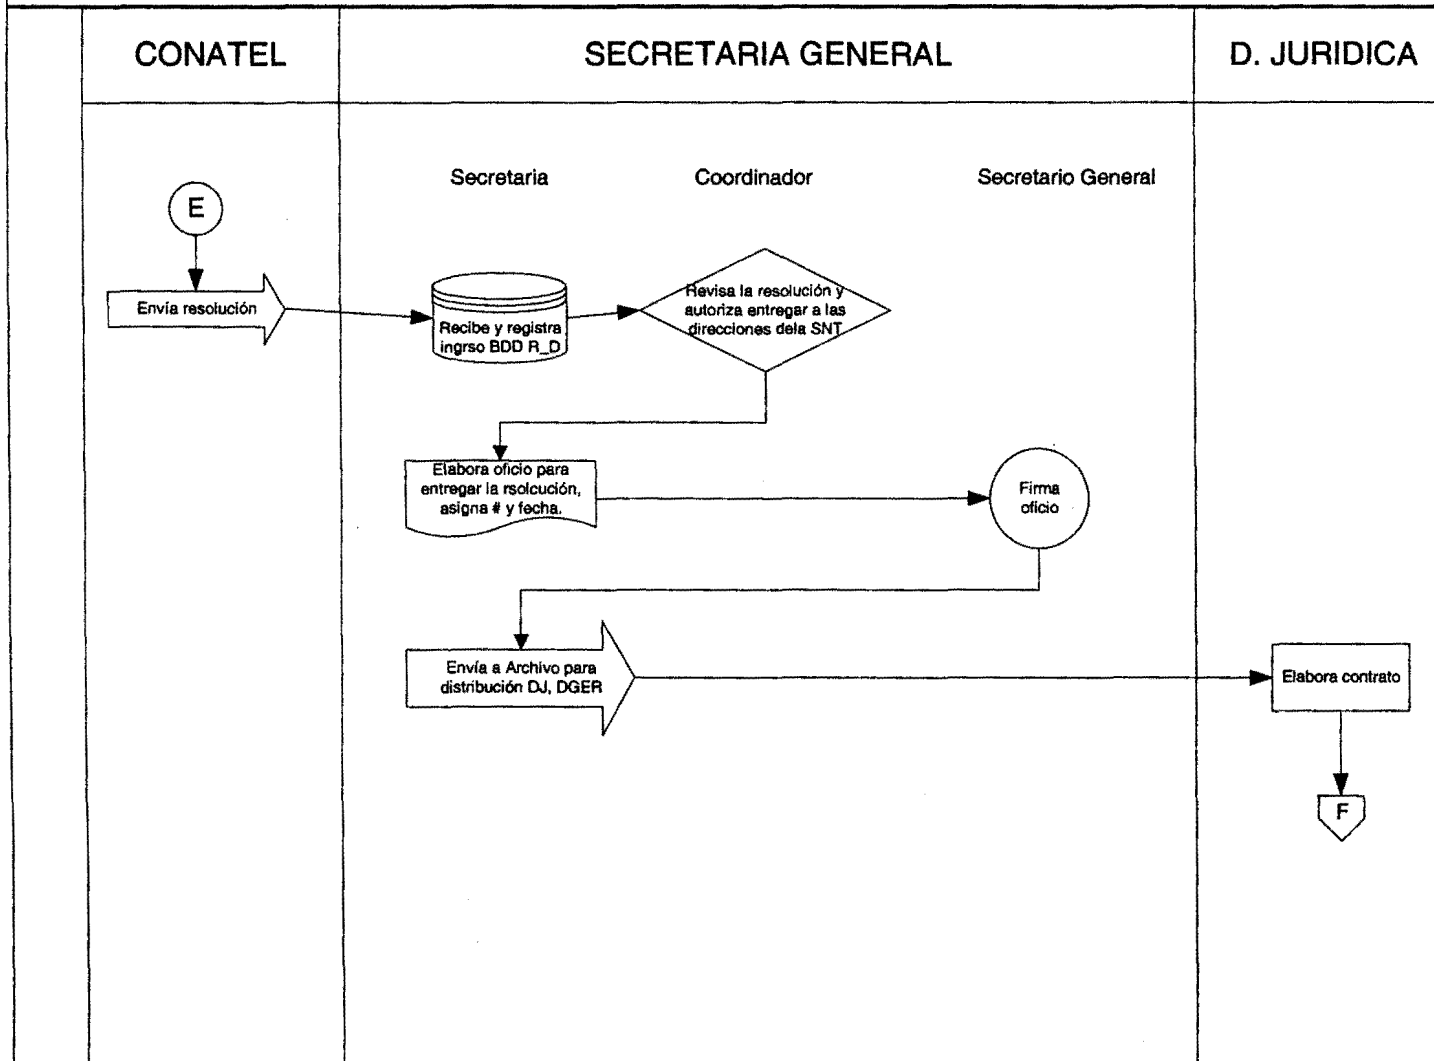 CONATEL
SECRETARIA GENERAL
D. JURIDICA
Secretaria
Coordinador
Secretario General
E
Envía resolución
Recibe y registra
ingrso BDD R_D
Revisa la resolución y
autoriza entregar a las
direcciones dela SNT
Elabora oficio para
entregar la rsolcución,
asigna # y fecha.
Firma
oficio
Envía a Archivo para
distribución DJ, DGER
Elabora contrato
F